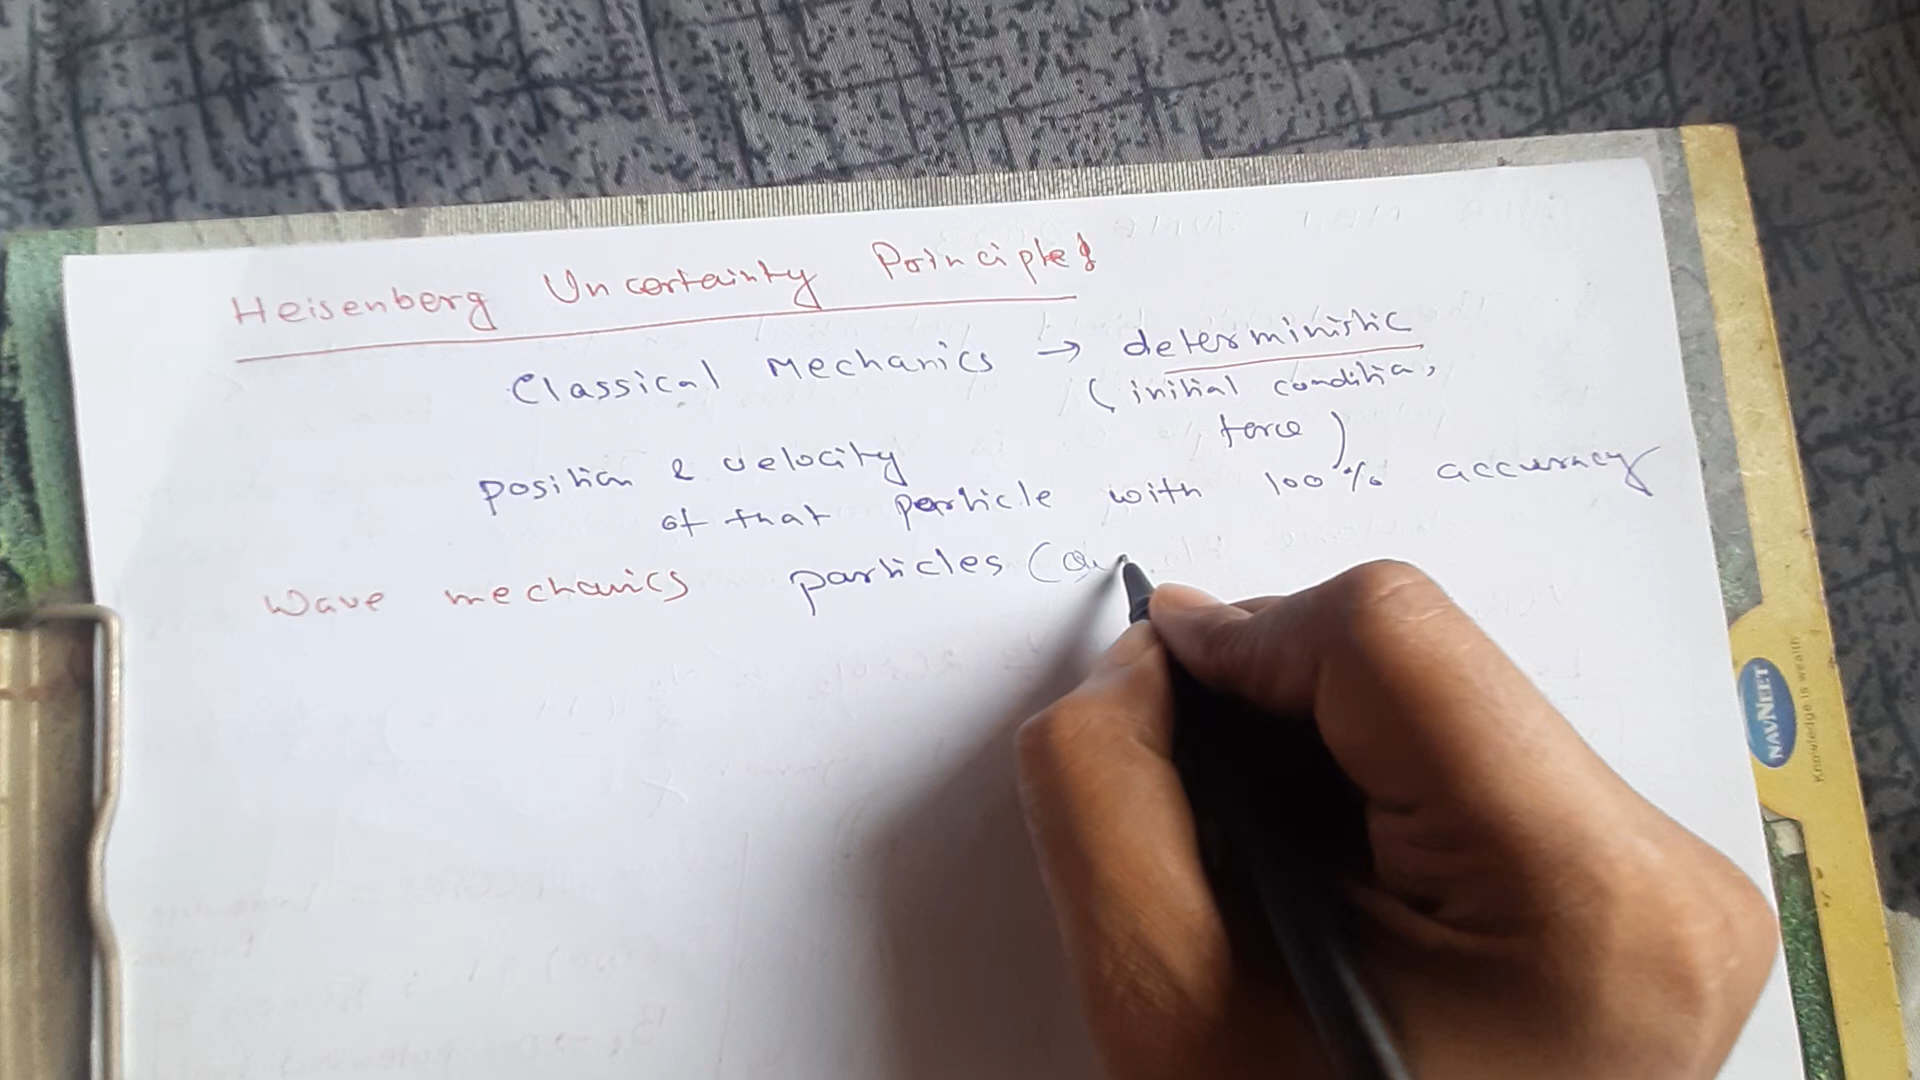 Heisenberg Uncertainty Principle
Classical Mechanics → deterministic
(initial condition,
force)
position & velocity
of that particle with 100% accuracy
Wave mechanics particles (Qu
NAVNEET
Knowledge is wealth